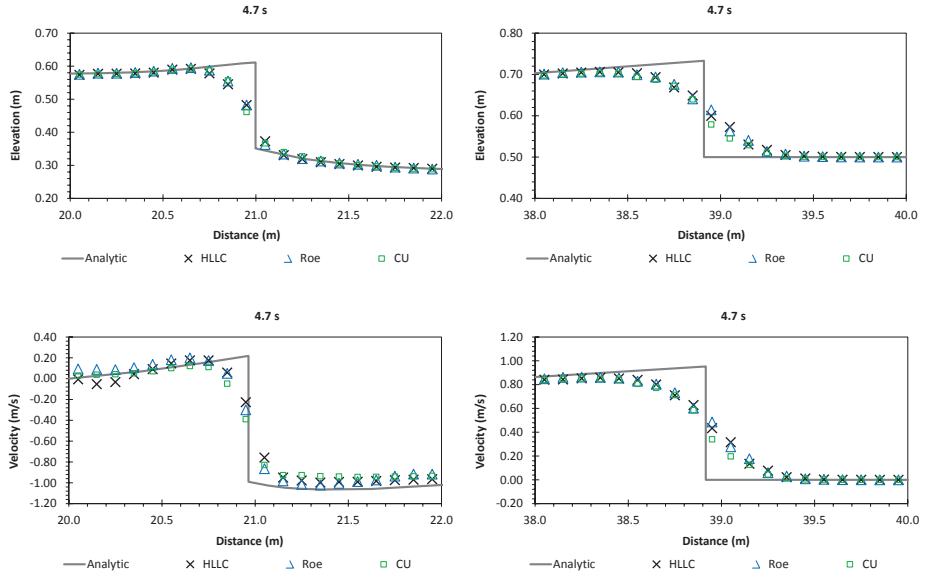 4.7 s
0.70
0.60
0.50
0.40
0.30
0.20
Elevation (m)
20.0 20.5 21.0 21.5 22.0
Distance (m)
Analytic HLLC Roe CU
4.7 s
0.80
0.70
0.60
0.50
0.40
Elevation (m)
38.0 38.5 39.0 39.5 40.0
Distance (m)
Analytic HLLC Roe CU
4.7 s
0.40
0.20
0.00
-0.20
-0.40
-0.60
-0.80
-1.00
-1.20
Velocity (m/s)
20.0 20.5 21.0 21.5 22.0
Distance (m)
Analytic HLLC Roe CU
4.7 s
1.20
1.00
0.80
0.60
0.40
0.20
0.00
-0.20
Velocity (m/s)
38.0 38.5 39.0 39.5 40.0
Distance (m)
Analytic HLLC Roe CU